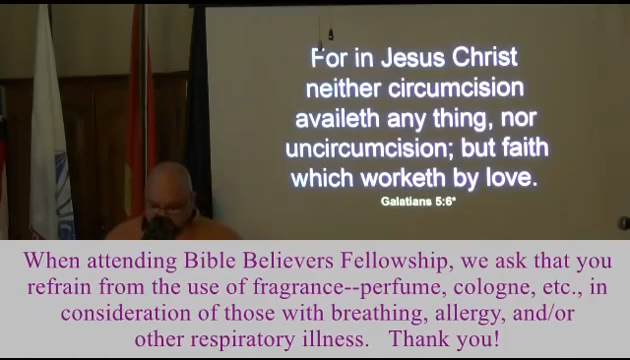 For in Jesus Christ
neither circumcision
availeth any thing, nor
uncircumcision; but faith
which worketh by love.
Galatians 5:6*
When attending Bible Believers Fellowship, we ask that you
refrain from the use of fragrance--perfume, cologne, etc., in
consideration of those with breathing, allergy, and/or
other respiratory illness.   Thank you!